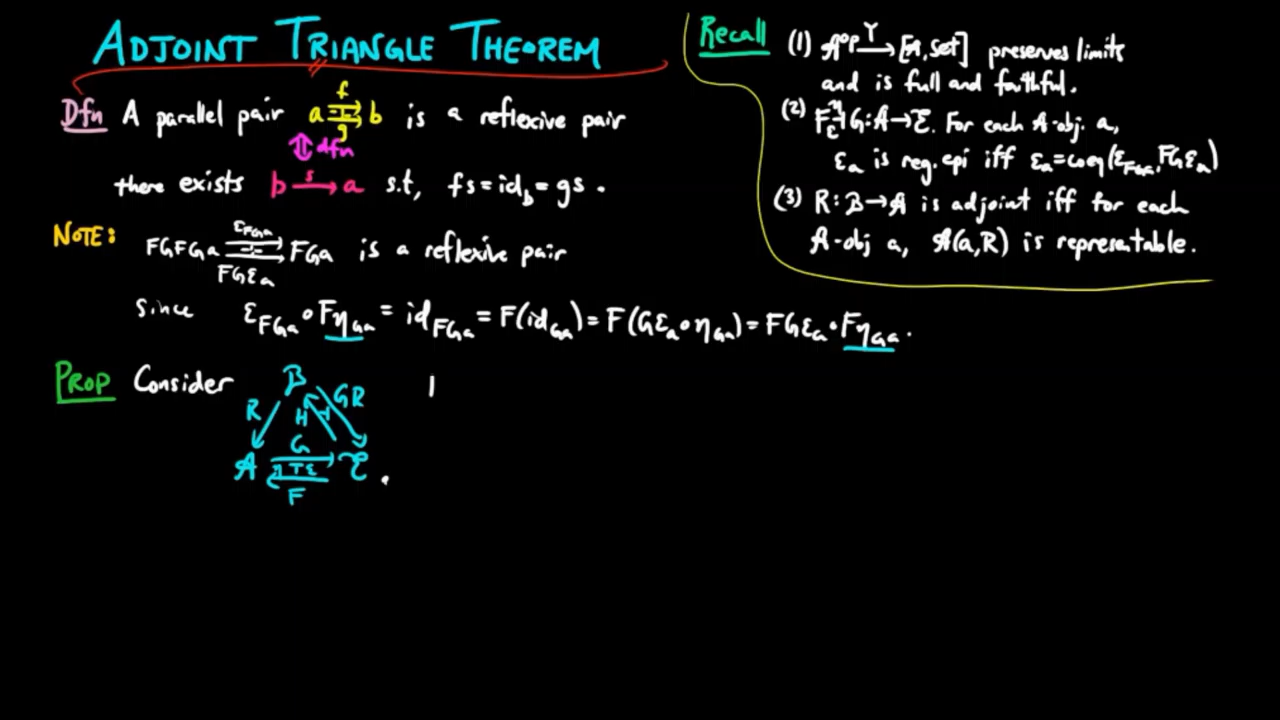 ADJOINT TRIANGLE THEOREM
Dfn A parallel pair a ⇉ b is a reflexive pair
f
g
⇕ dfn
there exists b –s→ a s.t, fs = id_b = gs.
NOTE: FGFGa ⇉ FGa is a reflexive pair
ε_FGa
FGε_a
since ε_FGa ∘ Fη_Ga = id_FGa = F(id_Ga) = F(Gε_a ∘ η_Ga) = FGε_a ∘ Fη_Ga.
PROP Consider
B
R H ⊣ GR
G
A η ⊤ ε C.
F
Recall (1) A^op –Y→ [A, Set] preserves limits
and is full and faithful.
(2) F ⊣ G : A → C. For each A-obj. a,
η
ε
ε_a is reg. epi iff ε_a = coeq(ε_FGa, FGε_a)
(3) R : B → A is adjoint iff for each
A-obj a, A(a, R) is representable.